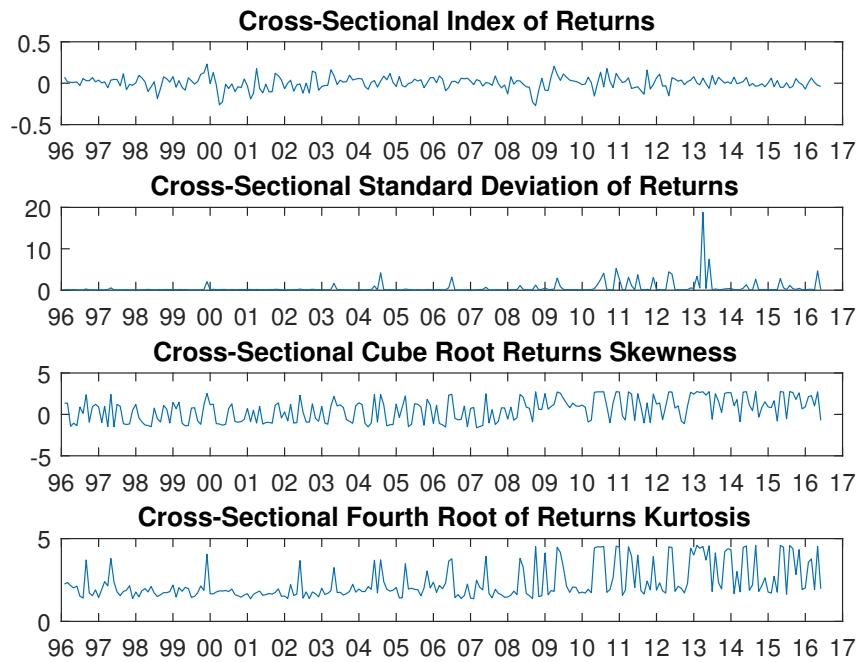 Cross-Sectional Index of Returns
0.5
0
-0.5
96 97 98 99 00 01 02 03 04 05 06 07 08 09 10 11 12 13 14 15 16 17
Cross-Sectional Standard Deviation of Returns
20
10
0
96 97 98 99 00 01 02 03 04 05 06 07 08 09 10 11 12 13 14 15 16 17
Cross-Sectional Cube Root Returns Skewness
5
0
-5
96 97 98 99 00 01 02 03 04 05 06 07 08 09 10 11 12 13 14 15 16 17
Cross-Sectional Fourth Root of Returns Kurtosis
5
0
96 97 98 99 00 01 02 03 04 05 06 07 08 09 10 11 12 13 14 15 16 17